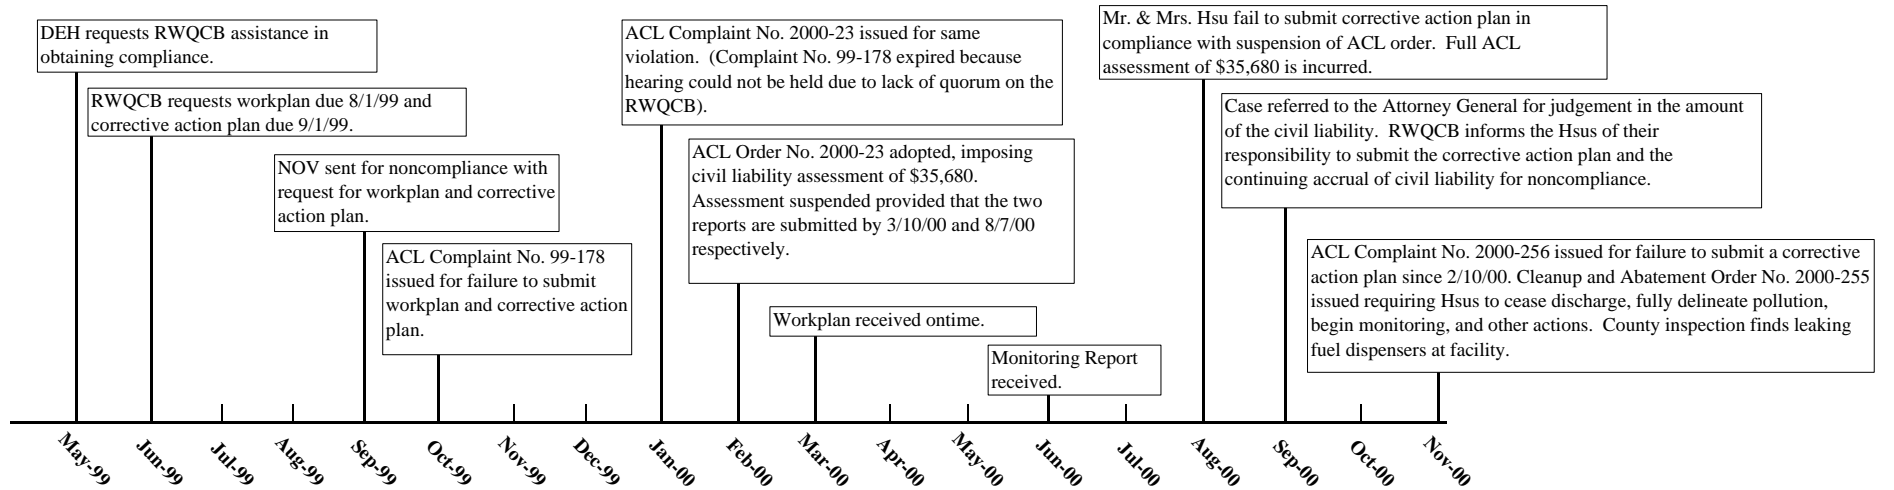 DEH requests RWQCB assistance in
obtaining compliance.
RWQCB requests workplan due 8/1/99 and
corrective action plan due 9/1/99.
NOV sent for noncompliance with
request for workplan and corrective
action plan.
ACL Complaint No. 99-178
issued for failure to submit
workplan and corrective action
plan.
ACL Complaint No. 2000-23 issued for same
violation.  (Complaint No. 99-178 expired because
hearing could not be held due to lack of quorum on the
RWQCB).
ACL Order No. 2000-23 adopted, imposing
civil liability assessment of $35,680.
Assessment suspended provided that the two
reports are submitted by 3/10/00 and 8/7/00
respectively.
Workplan received ontime.
Monitoring Report
received.
Mr. & Mrs. Hsu fail to submit corrective action plan in
compliance with suspension of ACL order.  Full ACL
assessment of $35,680 is incurred.
Case referred to the Attorney General for judgement in the amount
of the civil liability.  RWQCB informs the Hsus of their
responsibility to submit the corrective action plan and the
continuing accrual of civil liability for noncompliance.
ACL Complaint No. 2000-256 issued for failure to submit a corrective
action plan since 2/10/00. Cleanup and Abatement Order No. 2000-255
issued requiring Hsus to cease discharge, fully delineate pollution,
begin monitoring, and other actions.  County inspection finds leaking
fuel dispensers at facility.
May-99
Jun-99
Jul-99
Aug-99
Sep-99
Oct-99
Nov-99
Dec-99
Jan-00
Feb-00
Mar-00
Apr-00
May-00
Jun-00
Jul-00
Aug-00
Sep-00
Oct-00
Nov-00